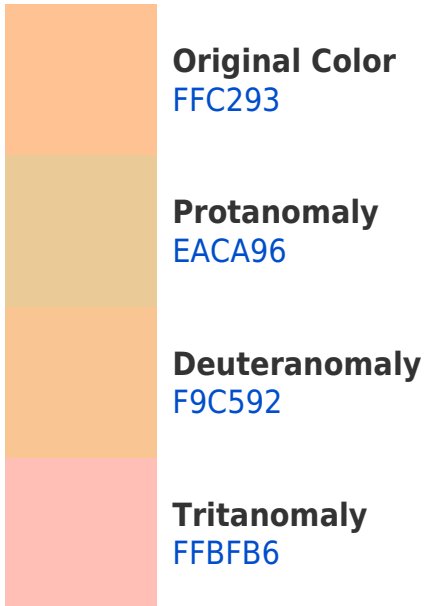 Original Color
FFC293
Protanomaly
EACA96
Deuteranomaly
F9C592
Tritanomaly
FFBFB6